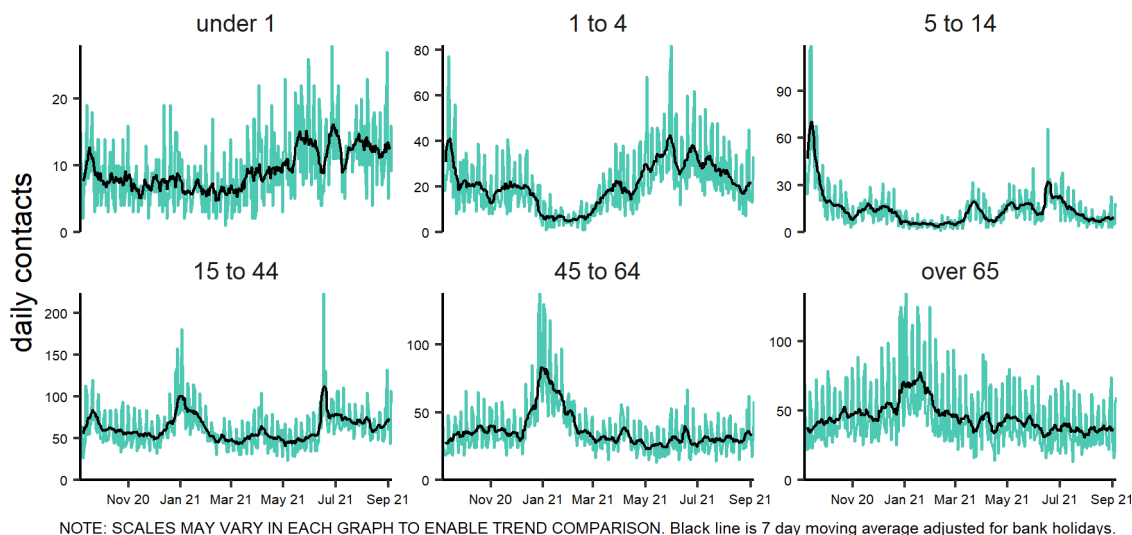 under 1
1 to 4
5 to 14
20
10
0
80
60
40
20
0
90
60
30
0
daily contacts
15 to 44
45 to 64
over 65
200
150
100
50
0
100
50
0
100
50
0
Nov 20 Jan 21 Mar 21 May 21 Jul 21 Sep 21
Nov 20 Jan 21 Mar 21 May 21 Jul 21 Sep 21
Nov 20 Jan 21 Mar 21 May 21 Jul 21 Sep 21
NOTE: SCALES MAY VARY IN EACH GRAPH TO ENABLE TREND COMPARISON. Black line is 7 day moving average adjusted for bank holidays.